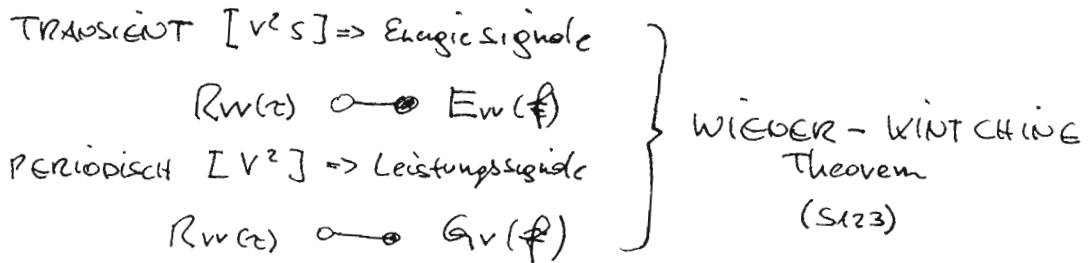 TRANSIENT [V²s] => Energiesignale
Rvv(τ) ○—● Evv(f)
PERIODISCH [V²] => Leistungssignale
Rvv(τ) ○—● Gv(f)
WIENER - KINTCHINE
Theorem
(S123)